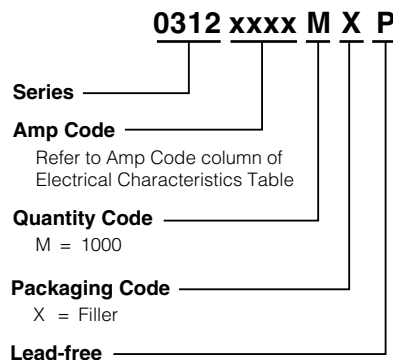 0312 xxxx M X P
Series
Amp Code
Refer to Amp Code column of
Electrical Characteristics Table
Quantity Code
M = 1000
Packaging Code
X = Filler
Lead-free